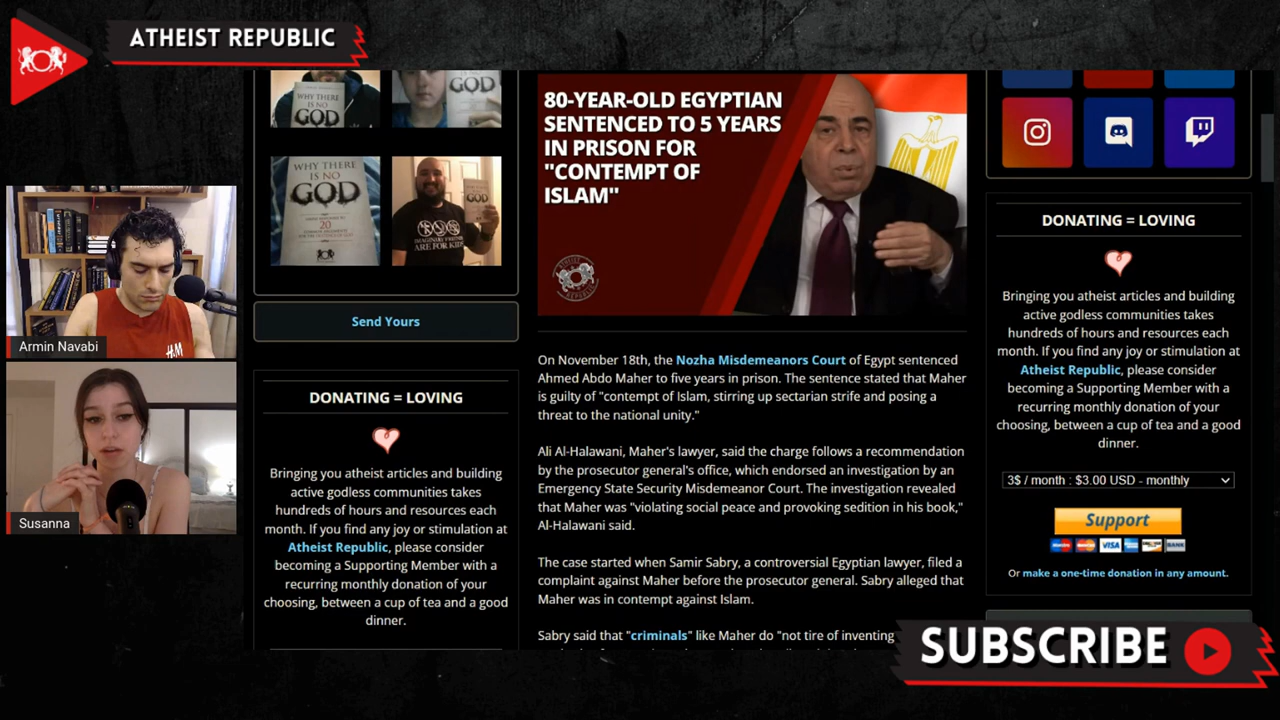 ATHEIST REPUBLIC
WHY THERE
IS NO
GOD
GOD
WHY THERE
IS NO
GOD
20
GOD
IMAGINARY FRIENDS
ARE FOR KIDS
Send Yours
DONATING = LOVING
Bringing you atheist articles and building
active godless communities takes
hundreds of hours and resources each
month. If you find any joy or stimulation at
Atheist Republic, please consider
becoming a Supporting Member with a
recurring monthly donation of your
choosing, between a cup of tea and a good
dinner.
80-YEAR-OLD EGYPTIAN
SENTENCED TO 5 YEARS
IN PRISON FOR
"CONTEMPT OF
ISLAM"
ATHEIST
REPUBLIC
On November 18th, the Nozha Misdemeanors Court of Egypt sentenced
Ahmed Abdo Maher to five years in prison. The sentence stated that Maher
is guilty of "contempt of Islam, stirring up sectarian strife and posing a
threat to the national unity."
Ali Al-Halawani, Maher's lawyer, said the charge follows a recommendation
by the prosecutor general's office, which endorsed an investigation by an
Emergency State Security Misdemeanor Court. The investigation revealed
that Maher was "violating social peace and provoking sedition in his book,"
Al-Halawani said.
The case started when Samir Sabry, a controversial Egyptian lawyer, filed a
complaint against Maher before the prosecutor general. Sabry alleged that
Maher was in contempt against Islam.
Sabry said that "criminals" like Maher do "not tire of inventing
DONATING = LOVING
Bringing you atheist articles and building
active godless communities takes
hundreds of hours and resources each
month. If you find any joy or stimulation at
Atheist Republic, please consider
becoming a Supporting Member with a
recurring monthly donation of your
choosing, between a cup of tea and a good
dinner.
3$ / month : $3.00 USD - monthly
Support
VISA
BANK
Or make a one-time donation in any amount.
H&M
Armin Navabi
Susanna
SUBSCRIBE